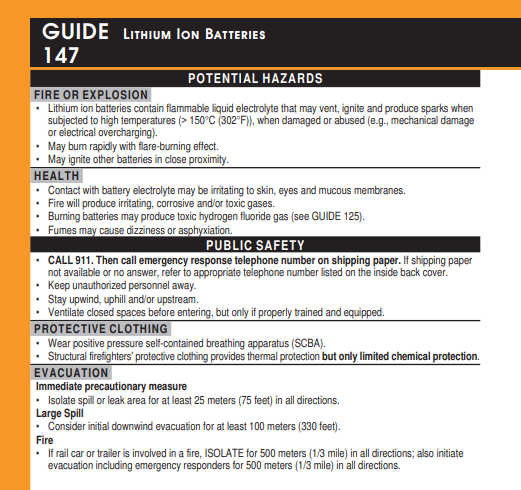 GUIDE LITHIUM ION BATTERIES
147
POTENTIAL HAZARDS
FIRE OR EXPLOSION
• Lithium ion batteries contain flammable liquid electrolyte that may vent, ignite and produce sparks when
subjected to high temperatures (> 150°C (302°F)), when damaged or abused (e.g., mechanical damage
or electrical overcharging).
• May burn rapidly with flare-burning effect.
• May ignite other batteries in close proximity.
HEALTH
• Contact with battery electrolyte may be irritating to skin, eyes and mucous membranes.
• Fire will produce irritating, corrosive and/or toxic gases.
• Burning batteries may produce toxic hydrogen fluoride gas (see GUIDE 125).
• Fumes may cause dizziness or asphyxiation.
PUBLIC SAFETY
• CALL 911. Then call emergency response telephone number on shipping paper. If shipping paper
not available or no answer, refer to appropriate telephone number listed on the inside back cover.
• Keep unauthorized personnel away.
• Stay upwind, uphill and/or upstream.
• Ventilate closed spaces before entering, but only if properly trained and equipped.
PROTECTIVE CLOTHING
• Wear positive pressure self-contained breathing apparatus (SCBA).
• Structural firefighters' protective clothing provides thermal protection but only limited chemical protection.
EVACUATION
Immediate precautionary measure
• Isolate spill or leak area for at least 25 meters (75 feet) in all directions.
Large Spill
• Consider initial downwind evacuation for at least 100 meters (330 feet).
Fire
• If rail car or trailer is involved in a fire, ISOLATE for 500 meters (1/3 mile) in all directions; also initiate
evacuation including emergency responders for 500 meters (1/3 mile) in all directions.